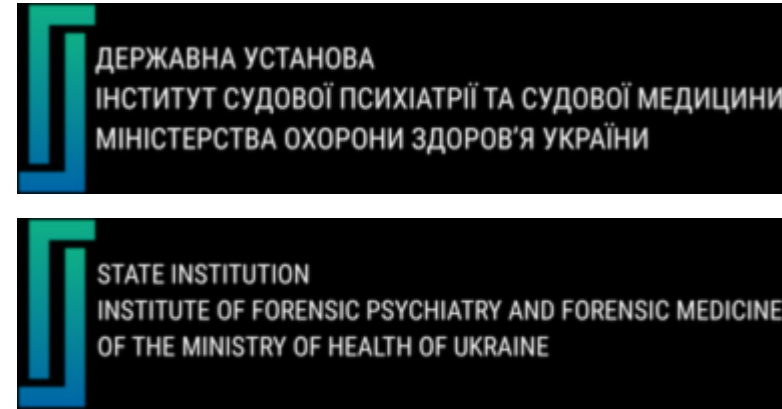 ДЕРЖАВНА УСТАНОВА
ІНСТИТУТ СУДОВОЇ ПСИХІАТРІЇ ТА СУДОВОЇ МЕДИЦИНИ
МІНІСТЕРСТВА ОХОРОНИ ЗДОРОВ'Я УКРАЇНИ
STATE INSTITUTION
INSTITUTE OF FORENSIC PSYCHIATRY AND FORENSIC MEDICINE
OF THE MINISTRY OF HEALTH OF UKRAINE